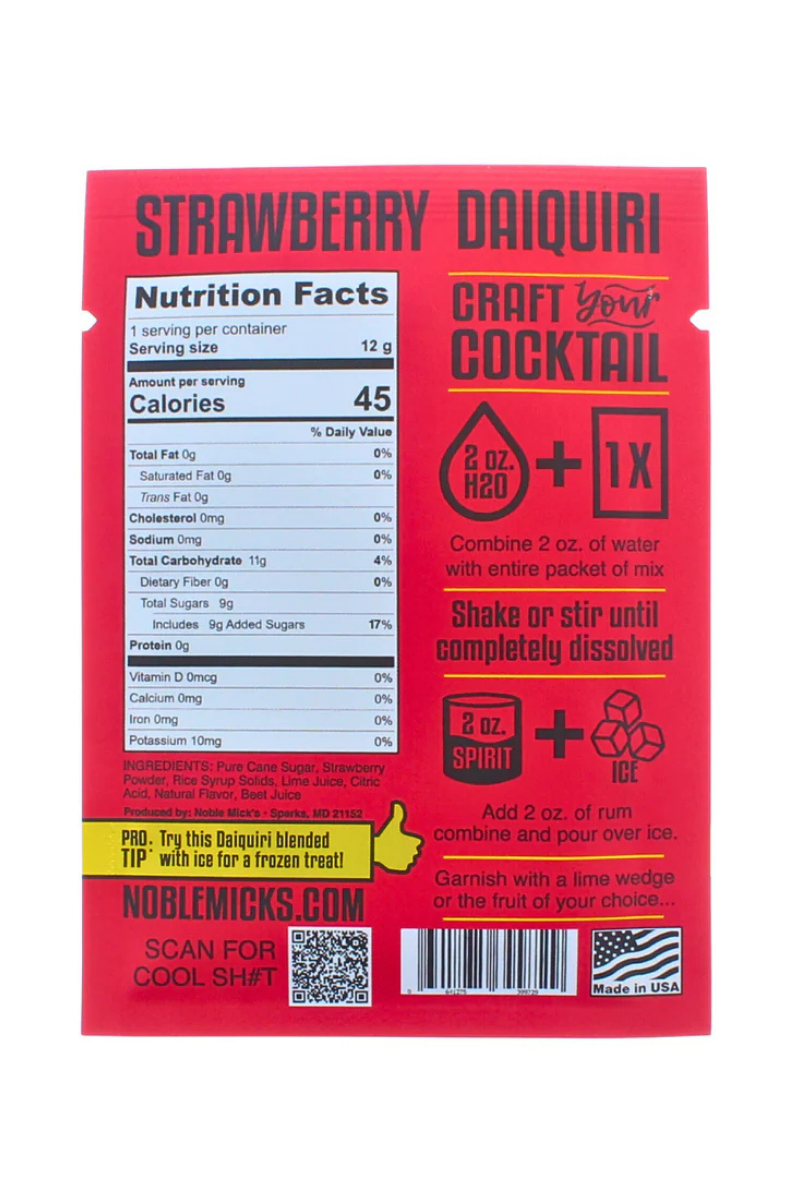 STRAWBERRY DAIQUIRI
Nutrition Facts
1 serving per container
Serving size 12 g
Amount per serving
Calories 45
% Daily Value
Total Fat 0g 0%
Saturated Fat 0g 0%
Trans Fat 0g
Cholesterol 0mg 0%
Sodium 0mg 0%
Total Carbohydrate 11g 4%
Dietary Fiber 0g 0%
Total Sugars 9g
Includes 9g Added Sugars 17%
Protein 0g
Vitamin D 0mcg 0%
Calcium 0mg 0%
Iron 0mg 0%
Potassium 10mg 0%
INGREDIENTS: Pure Cane Sugar, Strawberry
Powder, Rice Syrup Solids, Lime Juice, Citric
Acid, Natural Flavor, Beet Juice
Produced by: Noble Mick's - Sparks, MD 21152
PRO TIP: Try this Daiquiri blended
with ice for a frozen treat!
NOBLEMICKS.COM
SCAN FOR
COOL SH#T
CRAFT your
COCKTAIL
2 oz.
H2O
+
1X
Combine 2 oz. of water
with entire packet of mix
Shake or stir until
completely dissolved
2 oz.
SPIRIT
+
ICE
Add 2 oz. of rum
combine and pour over ice.
Garnish with a lime wedge
or the fruit of your choice...
Made in USA